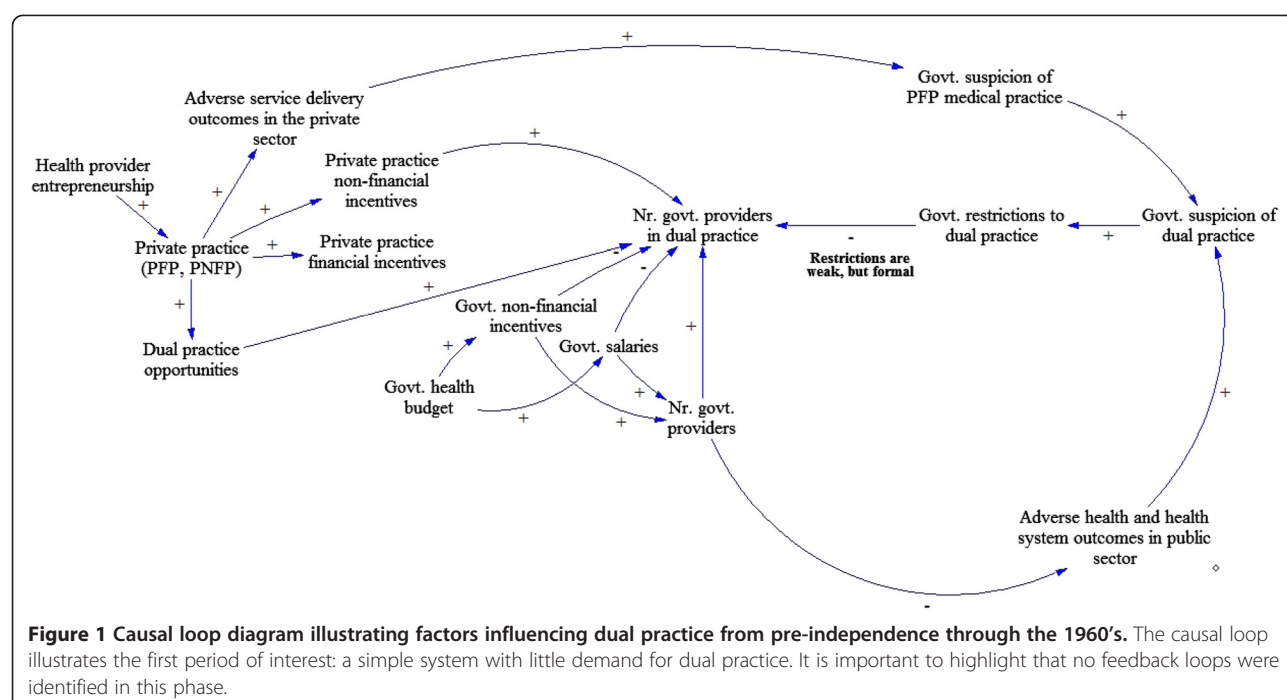 +
Govt. suspicion of
PFP medical practice
Adverse service delivery
outcomes in the private
sector
+
+
Health provider
entrepreneurship
Private practice
non-financial
incentives
+
+
+
Nr. govt. providers
in dual practice
Govt. restrictions to
dual practice
Govt. suspicion of
dual practice
-
+
Restrictions are
weak, but formal
Private practice
(PFP, PNFP)
+
Private practice
financial incentives
-
-
+
+
Govt. non-financial
incentives
+
Dual practice
opportunities
+
Govt. salaries
Govt. health
budget
+
+
+
+
Nr. govt.
providers
Adverse health and health
system outcomes in public
sector
-
Figure 1 Causal loop diagram illustrating factors influencing dual practice from pre-independence through the 1960's. The causal loop
illustrates the first period of interest: a simple system with little demand for dual practice. It is important to highlight that no feedback loops were
identified in this phase.